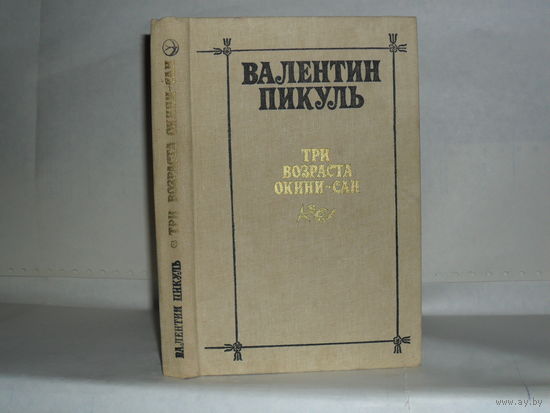 ВАЛЕНТИН
ПИКУЛЬ
ТРИ
ВОЗРАСТА
ОКИНИ-САН
ВАЛЕНТИН ПИКУЛЬ ТРИ ВОЗРАСТА ОКИНИ-САН
www.ay.by